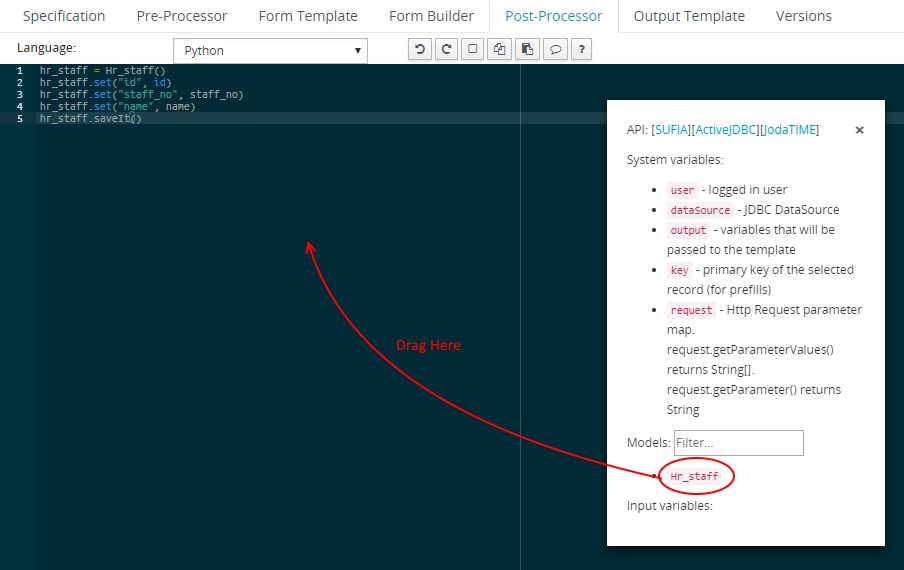 Specification Pre-Processor Form Template Form Builder Post-Processor Output Template Versions
Language: Python ?
1 hr_staff = Hr_staff()
2 hr_staff.set("id", id)
3 hr_staff.set("staff_no", staff_no)
4 hr_staff.set("name", name)
5 hr_staff.saveIt()
API: [SUFIA][ActiveJDBC][JodaTIME] ×
System variables:
• user - logged in user
• dataSource - JDBC DataSource
• output - variables that will be
passed to the template
• key - primary key of the selected
record (for prefills)
• request - Http Request parameter
map.
request.getParameterValues()
returns String[].
request.getParameter() returns
String
Drag Here
Models: Filter...
• Hr_staff
Input variables: